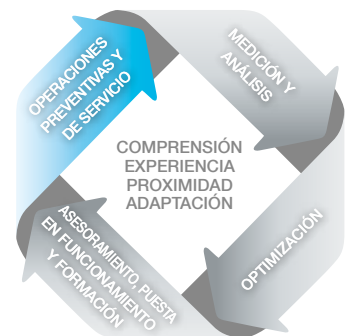 OPERACIONES
PREVENTIVAS Y
DE SERVICIO
MEDICIÓN Y
ANÁLISIS
COMPRENSIÓN
EXPERIENCIA
PROXIMIDAD
ADAPTACIÓN
OPTIMIZACIÓN
ASESORAMIENTO, PUESTA
EN FUNCIONAMIENTO
Y FORMACIÓN